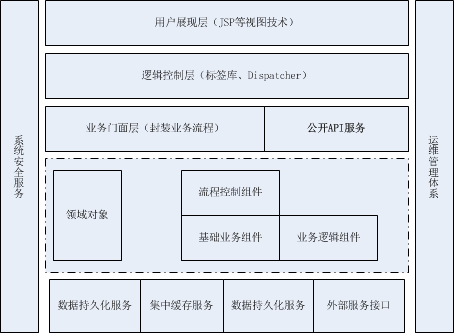 用户展现层（JSP等视图技术）
逻辑控制层（标签库、Dispatcher）
业务门面层（封装业务流程）
公开API服务
系统安全服务
运维管理体系
领域对象
流程控制组件
基础业务组件
业务逻辑组件
数据持久化服务
集中缓存服务
数据持久化服务
外部服务接口